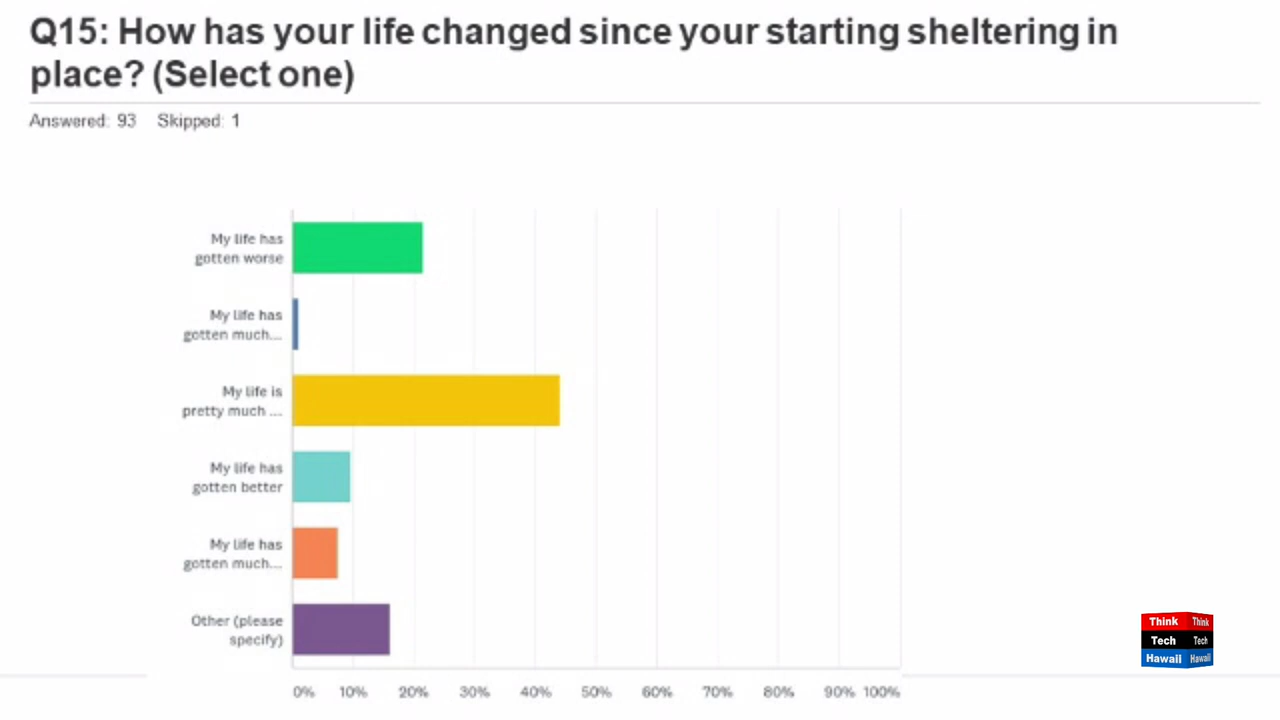 Q15: How has your life changed since your starting sheltering in
place? (Select one)
Answered: 93 Skipped: 1
My life has
gotten worse
My life has
gotten much...
My life is
pretty much ...
My life has
gotten better
My life has
gotten much...
Other (please
specify)
0% 10% 20% 30% 40% 50% 60% 70% 80% 90% 100%
Think Think
Tech Tech
Hawaii Hawaii